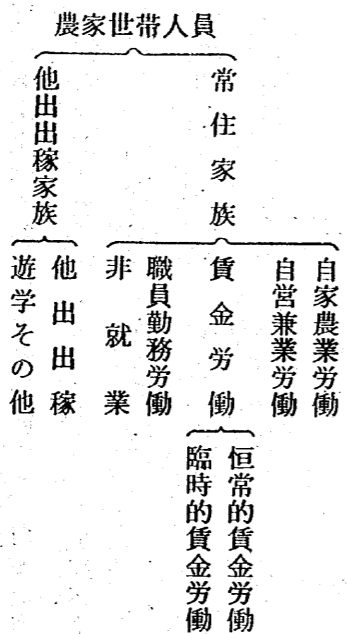 農家世帯人員
常住家族
自家農業労働
自営兼業労働
賃金労働
恒常的賃金労働
臨時的賃金労働
職員勤務労働
非就業
他出出稼家族
他出出稼
遊学その他